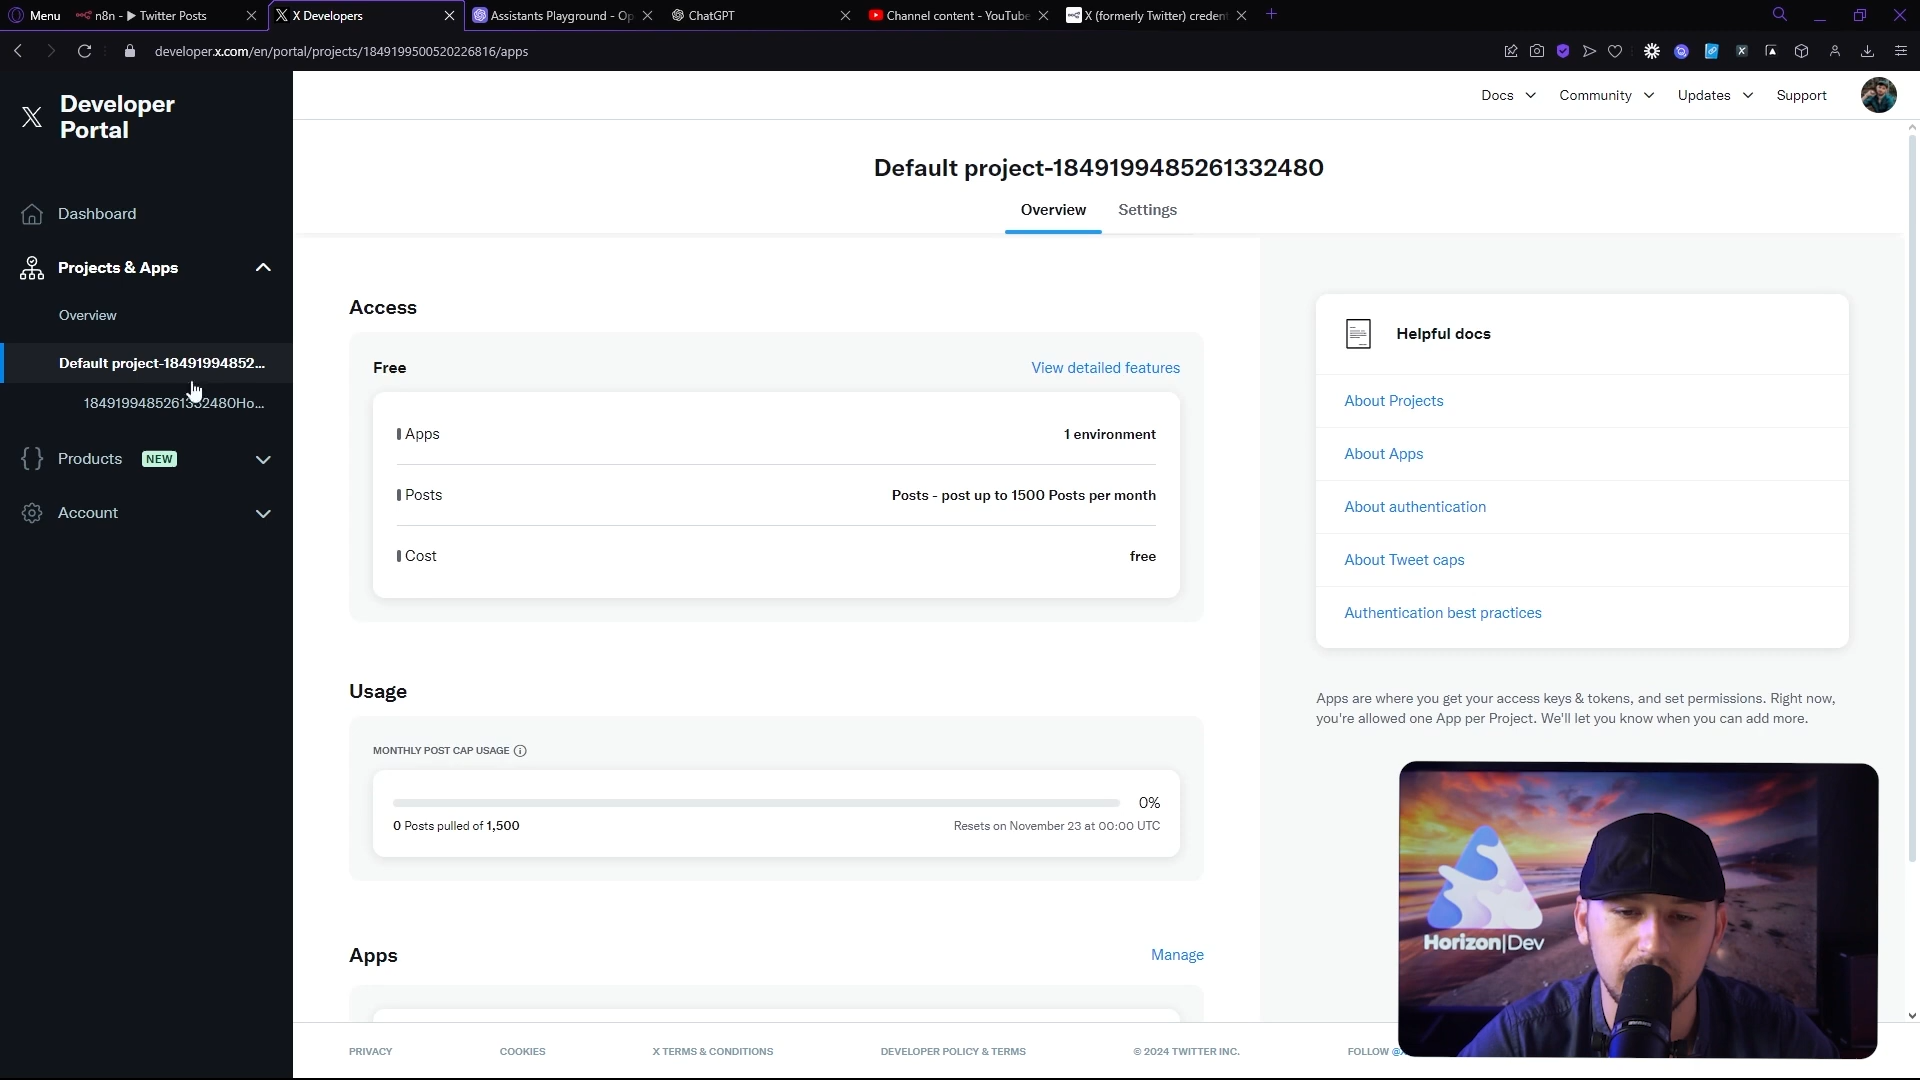 Menu
n8n - ▶ Twitter Posts
X Developers
Assistants Playground - Op
ChatGPT
Channel content - YouTube
X (formerly Twitter) creden
developer.x.com/en/portal/projects/1849199500520226816/apps
Developer
Portal
Docs
Community
Updates
Support
Default project-1849199485261332480
Overview
Settings
Dashboard
Projects & Apps
Overview
Default project-18491994852...
1849199485261332480Ho...
Products
NEW
Account
Access
Free
View detailed features
Apps
1 environment
Posts
Posts - post up to 1500 Posts per month
Cost
free
Usage
MONTHLY POST CAP USAGE
0%
0 Posts pulled of 1,500
Resets on November 23 at 00:00 UTC
Apps
Manage
Helpful docs
About Projects
About Apps
About authentication
About Tweet caps
Authentication best practices
Apps are where you get your access keys & tokens, and set permissions. Right now,
you're allowed one App per Project. We'll let you know when you can add more.
Horizon|Dev
PRIVACY
COOKIES
X TERMS & CONDITIONS
DEVELOPER POLICY & TERMS
© 2024 TWITTER INC.
FOLLOW